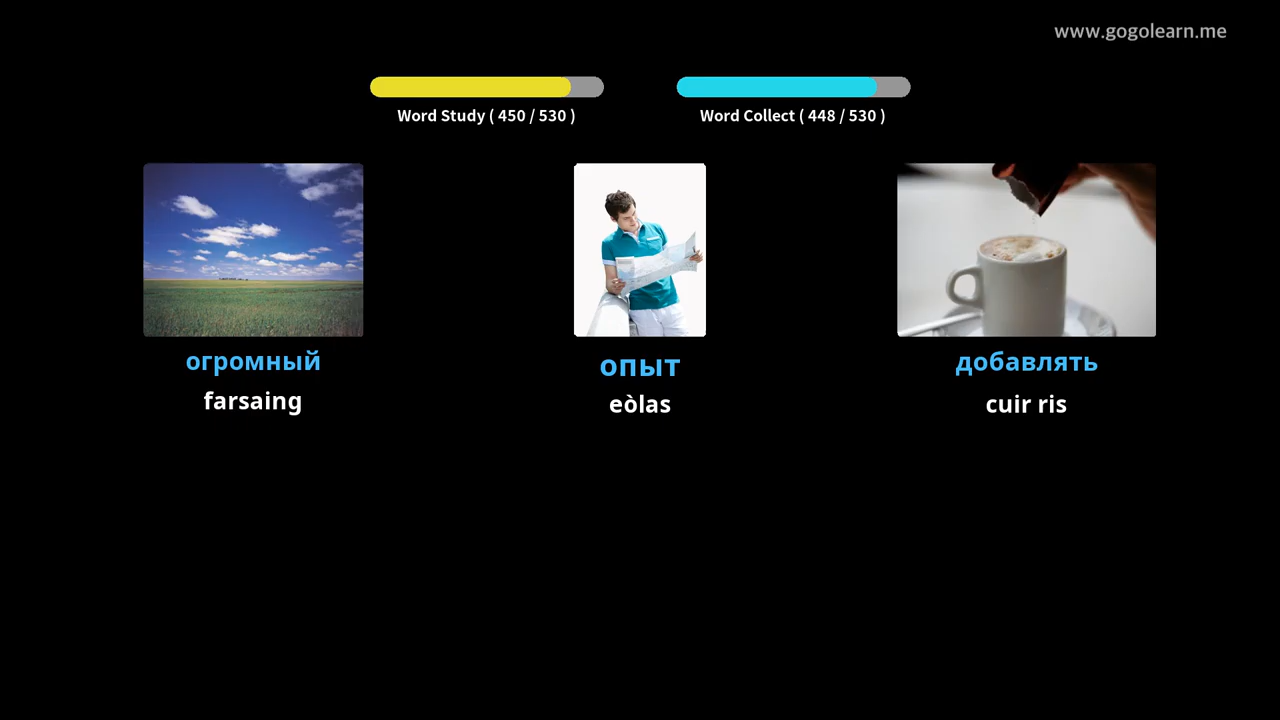 www.gogolearn.me
Word Study ( 450 / 530 )
Word Collect ( 448 / 530 )
огромный
farsaing
опыт
eòlas
добавлять
cuir ris